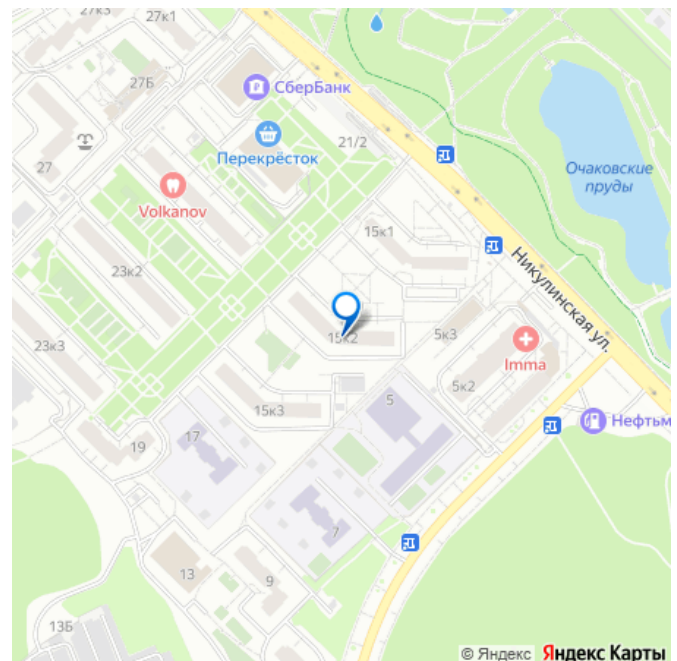 27к3
27к1
27Б
СберБанк
21/2
Перекрёсток
27
Volkanov
Очаковские
пруды
15к1
Никулинская ул.
23к2
15к2
5к3
Imma
23к3
5к2
15к3
5
Нефтьм
17
19
7
13
9
13Б
© Яндекс Яндекс Карты